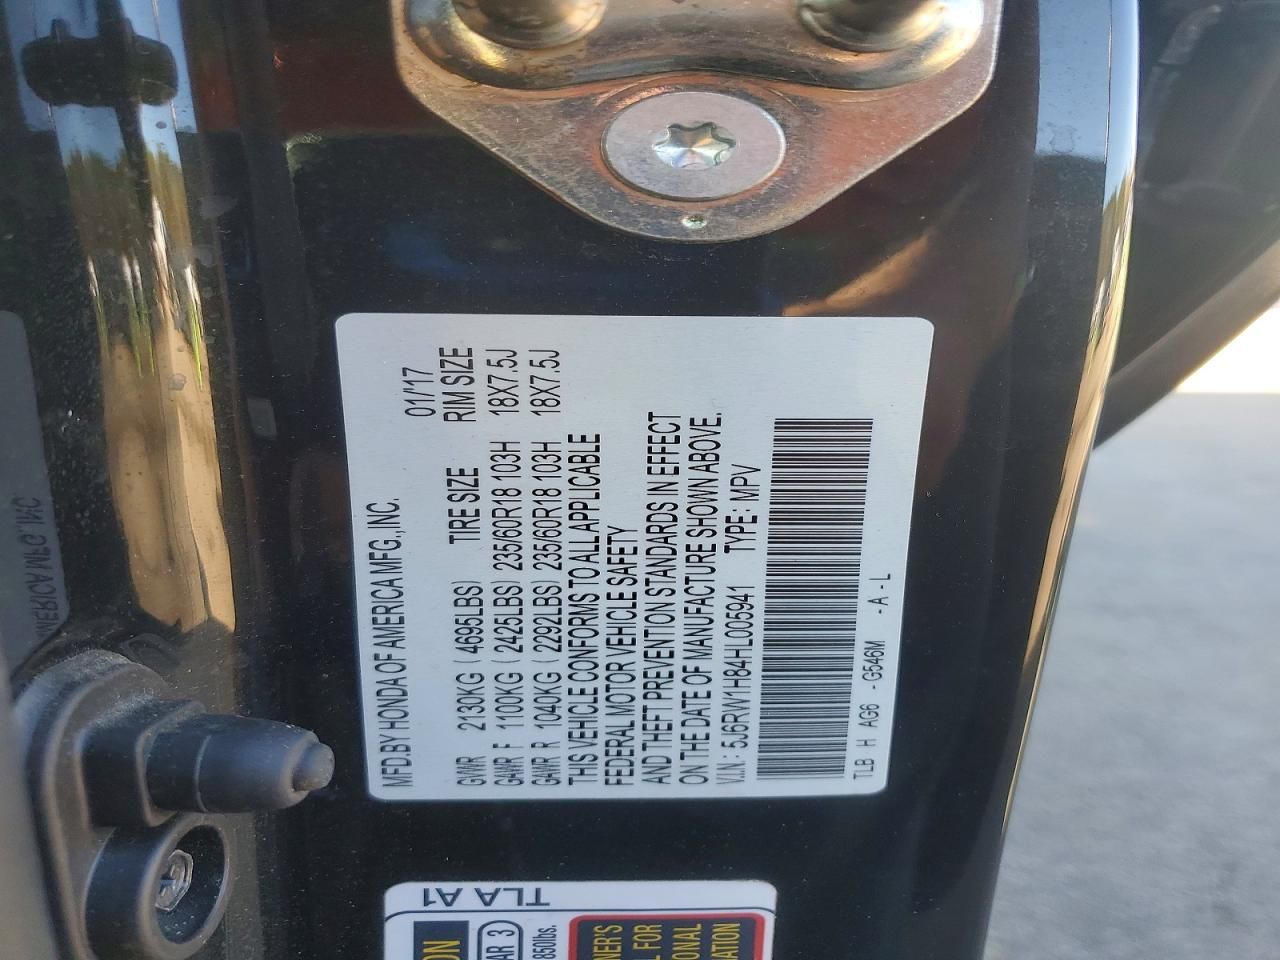 MFD.BY HONDA OF AMERICA MFG.,INC.
01/'17
GVWR 2130KG ( 4695LBS) TIRE SIZE RIM SIZE
GAWR F 1100KG ( 2425LBS) 235/60R18 103H 18X7.5J
GAWR R 1040KG ( 2292LBS) 235/60R18 103H 18X7.5J
THIS VEHICLE CONFORMS TO ALL APPLICABLE
FEDERAL MOTOR VEHICLE SAFETY
AND THEFT PREVENTION STANDARDS IN EFFECT
ON THE DATE OF MANUFACTURE SHOWN ABOVE.
V.I.N : 5J6RW1H84HL005941 TYPE : MPV
TLB H AG6 - G546M - A - L
TLA A1
AR 3
850lbs.